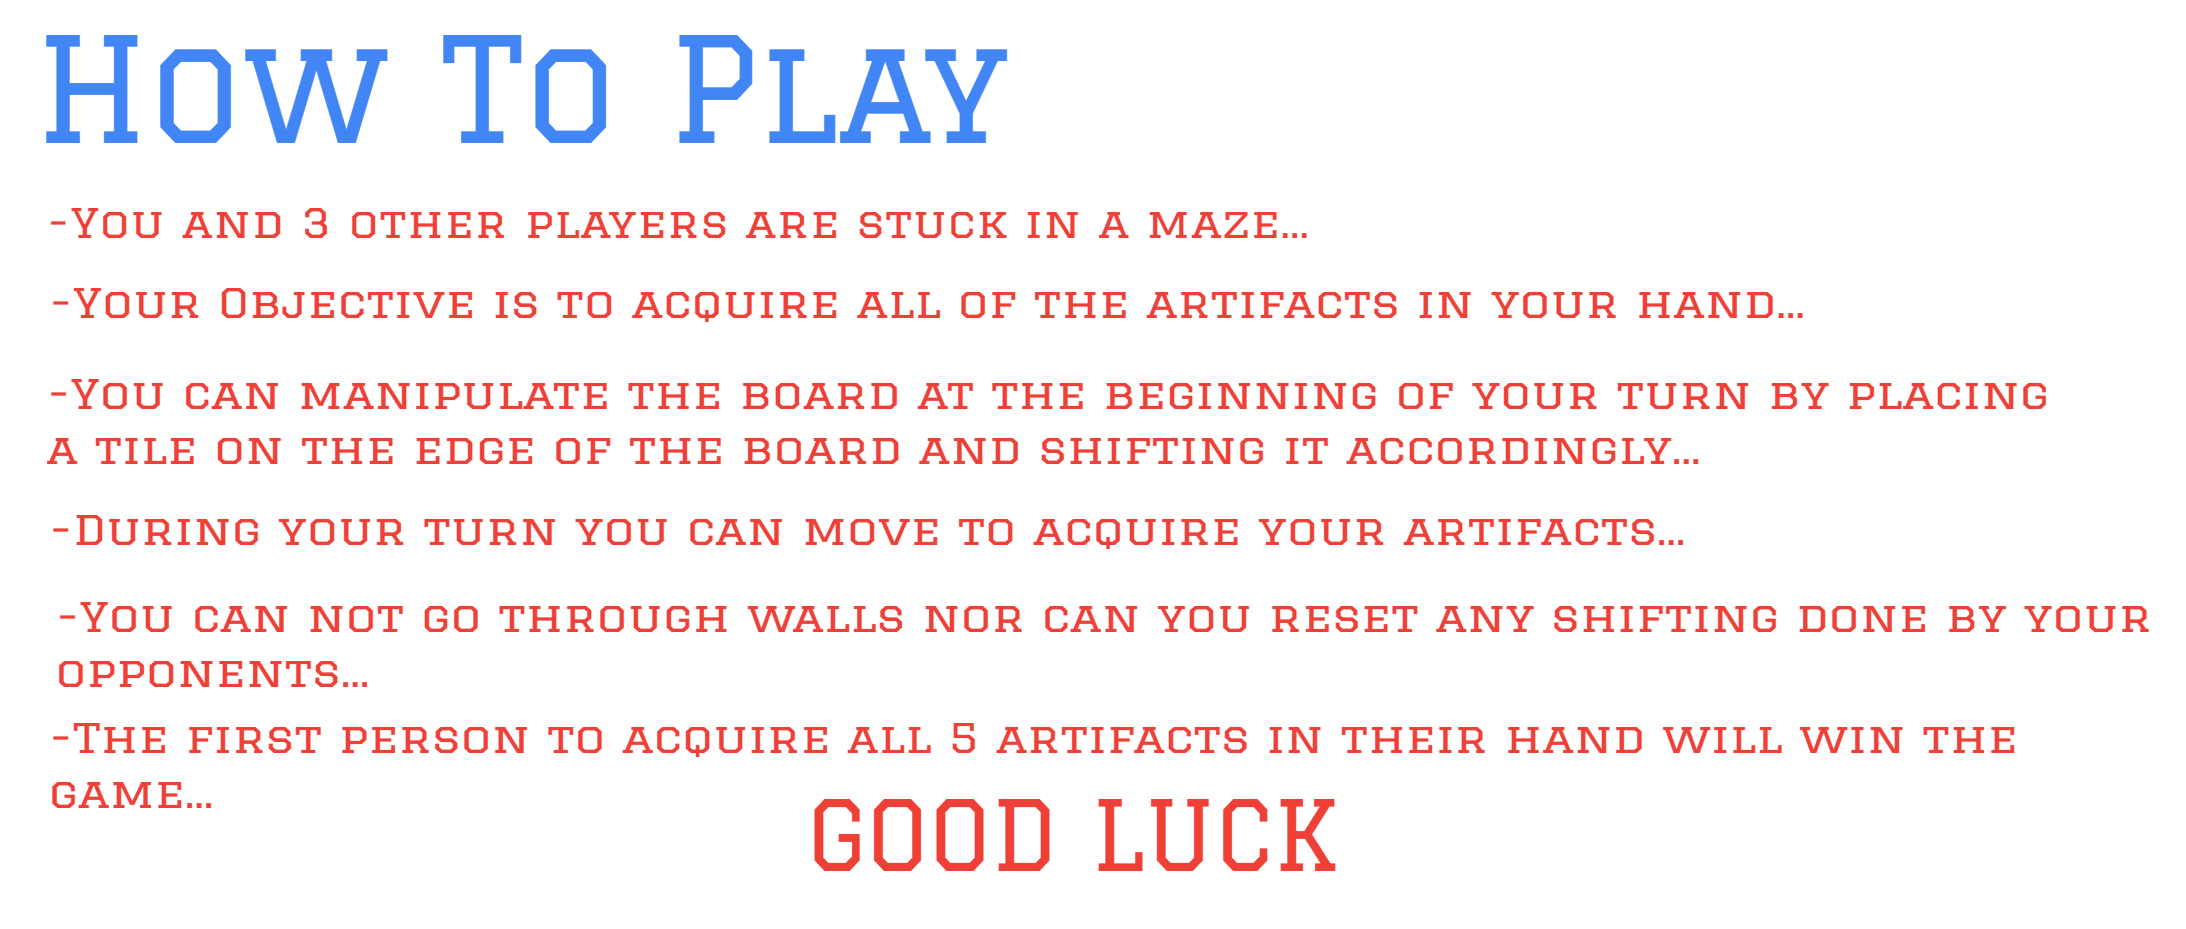 How To Play
-You and 3 other players are stuck in a maze...
-Your Objective is to acquire all of the artifacts in your hand...
-You can manipulate the board at the beginning of your turn by placing
a tile on the edge of the board and shifting it accordingly...
-During your turn you can move to acquire your artifacts...
-You can not go through walls nor can you reset any shifting done by your
opponents...
-The first person to acquire all 5 artifacts in their hand will win the
game...
GOOD LUCK